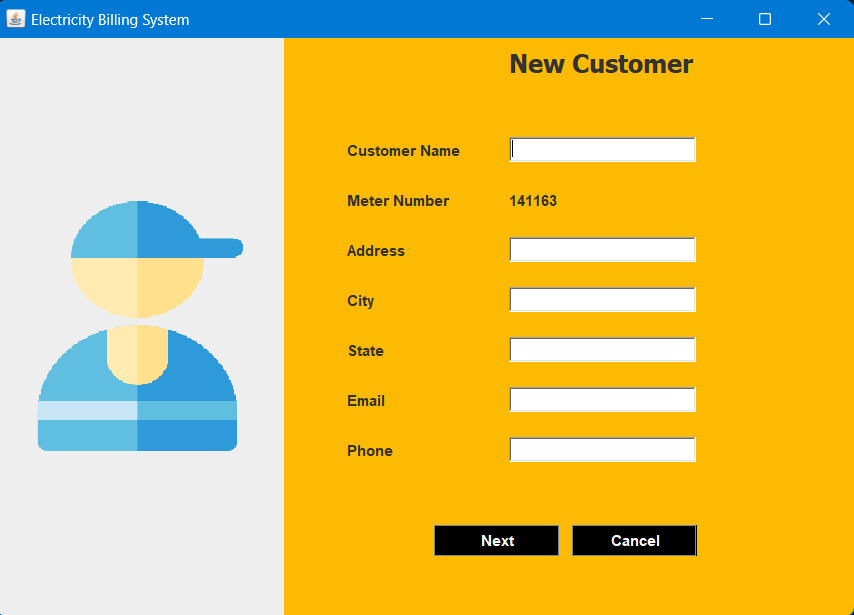 Electricity Billing System
New Customer
Customer Name
Meter Number 141163
Address
City
State
Email
Phone
Next Cancel